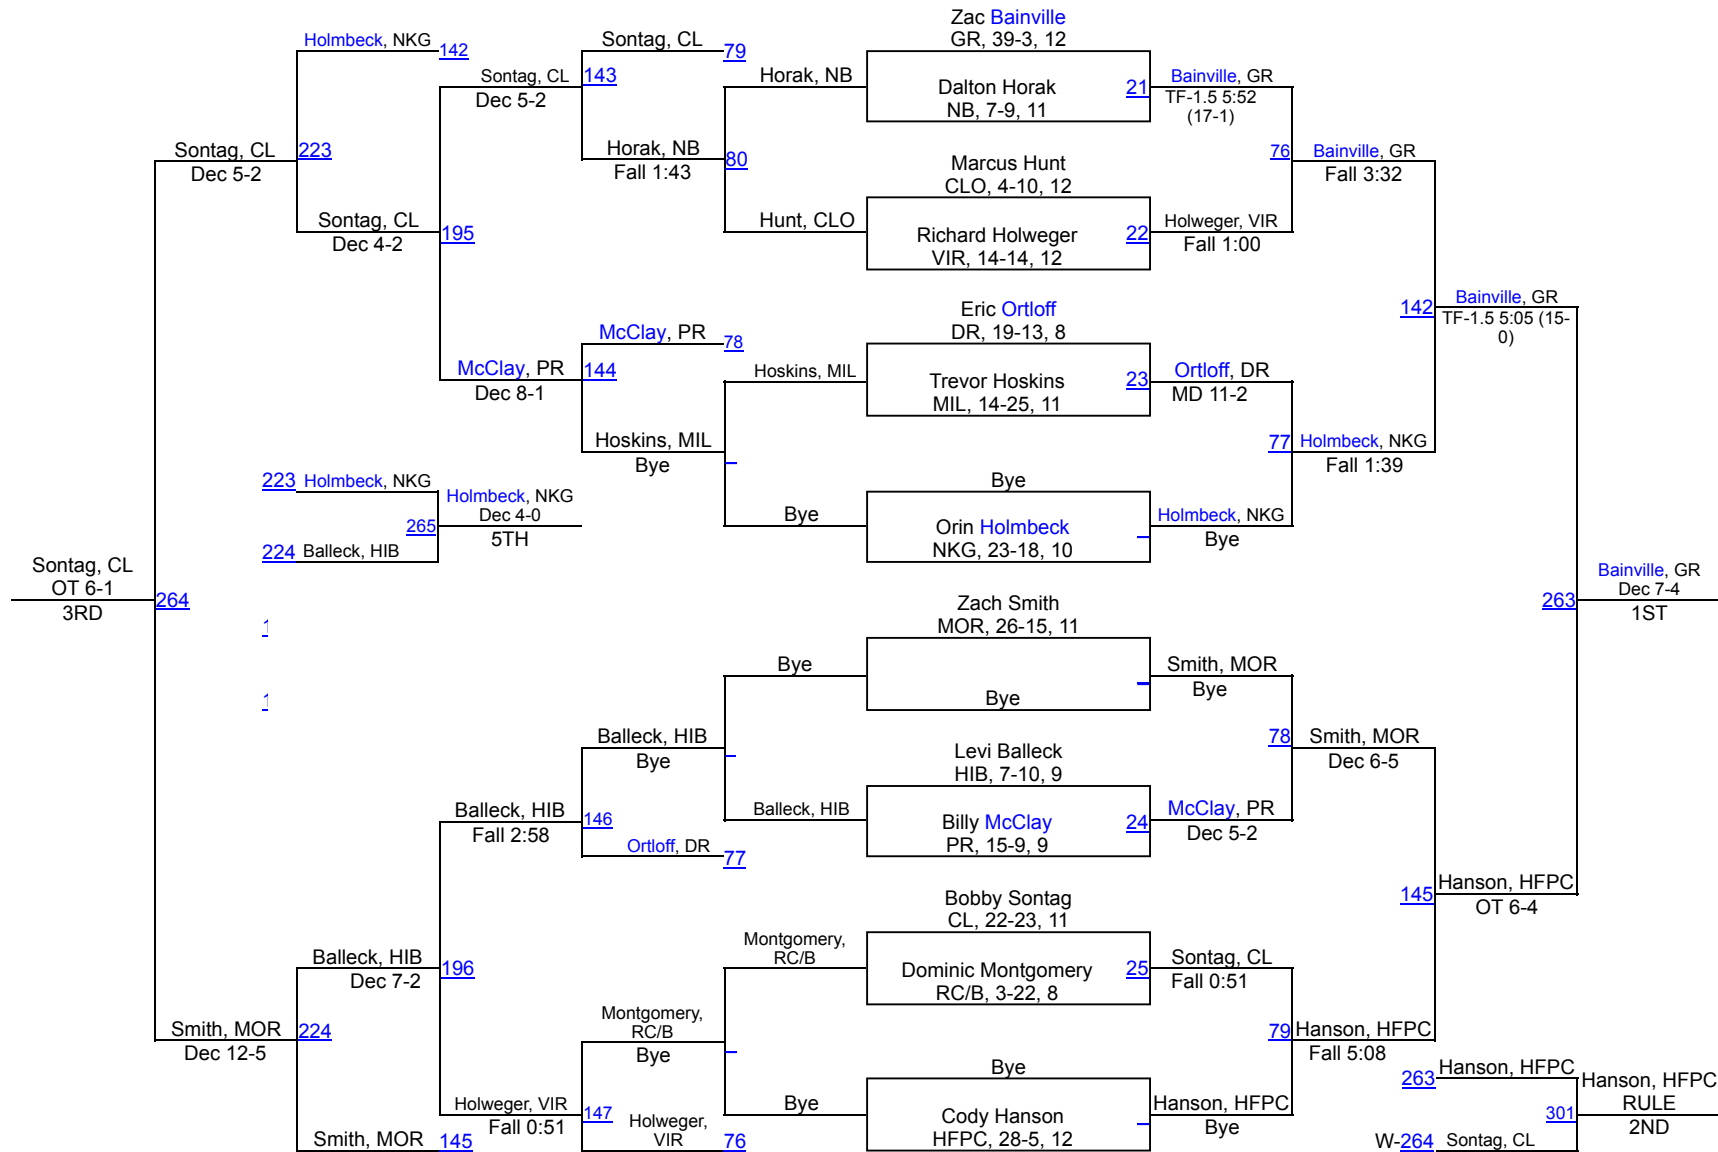 Zac Bainville
GR, 39-3, 12
Dalton Horak
NB, 7-9, 11
21
Marcus Hunt
CLO, 4-10, 12
Richard Holweger
VIR, 14-14, 12
22
Eric Ortloff
DR, 19-13, 8
Trevor Hoskins
MIL, 14-25, 11
23
Bye
Orin Holmbeck
NKG, 23-18, 10
Zach Smith
MOR, 26-15, 11
Bye
Levi Balleck
HIB, 7-10, 9
Billy McClay
PR, 15-9, 9
24
Bobby Sontag
CL, 22-23, 11
Dominic Montgomery
RC/B, 3-22, 8
25
Bye
Cody Hanson
HFPC, 28-5, 12
Bainville, GR
TF-1.5 5:52
(17-1)
76
Holweger, VIR
Fall 1:00
Ortloff, DR
MD 11-2
77
Holmbeck, NKG
Bye
Smith, MOR
Bye
78
McClay, PR
Dec 5-2
Sontag, CL
Fall 0:51
79
Hanson, HFPC
Bye
Bainville, GR
Fall 3:32
142
Holmbeck, NKG
Fall 1:39
Smith, MOR
Dec 6-5
145
Hanson, HFPC
Fall 5:08
Bainville, GR
TF-1.5 5:05 (15-
0)
263
Hanson, HFPC
OT 6-4
Bainville, GR
Dec 7-4
1ST
263
Hanson, HFPC
301
W-264
Sontag, CL
Hanson, HFPC
RULE
2ND
Horak, NB
80
Hunt, CLO
Hoskins, MIL
Bye
Bye
Balleck, HIB
Montgomery,
RC/B
Bye
Sontag, CL
79
143
Horak, NB
Fall 1:43
McClay, PR
78
144
Hoskins, MIL
Bye
Balleck, HIB
Bye
146
Ortloff, DR
77
Montgomery,
RC/B
Bye
147
Holweger,
VIR
76
Sontag, CL
Dec 5-2
195
McClay, PR
Dec 8-1
Balleck, HIB
Fall 2:58
196
Holweger, VIR
Fall 0:51
Holmbeck, NKG
142
223
Sontag, CL
Dec 4-2
Balleck, HIB
Dec 7-2
224
Smith, MOR
145
223
Holmbeck, NKG
265
224
Balleck, HIB
Holmbeck, NKG
Dec 4-0
5TH
Sontag, CL
Dec 5-2
264
Smith, MOR
Dec 12-5
Sontag, CL
OT 6-1
3RD